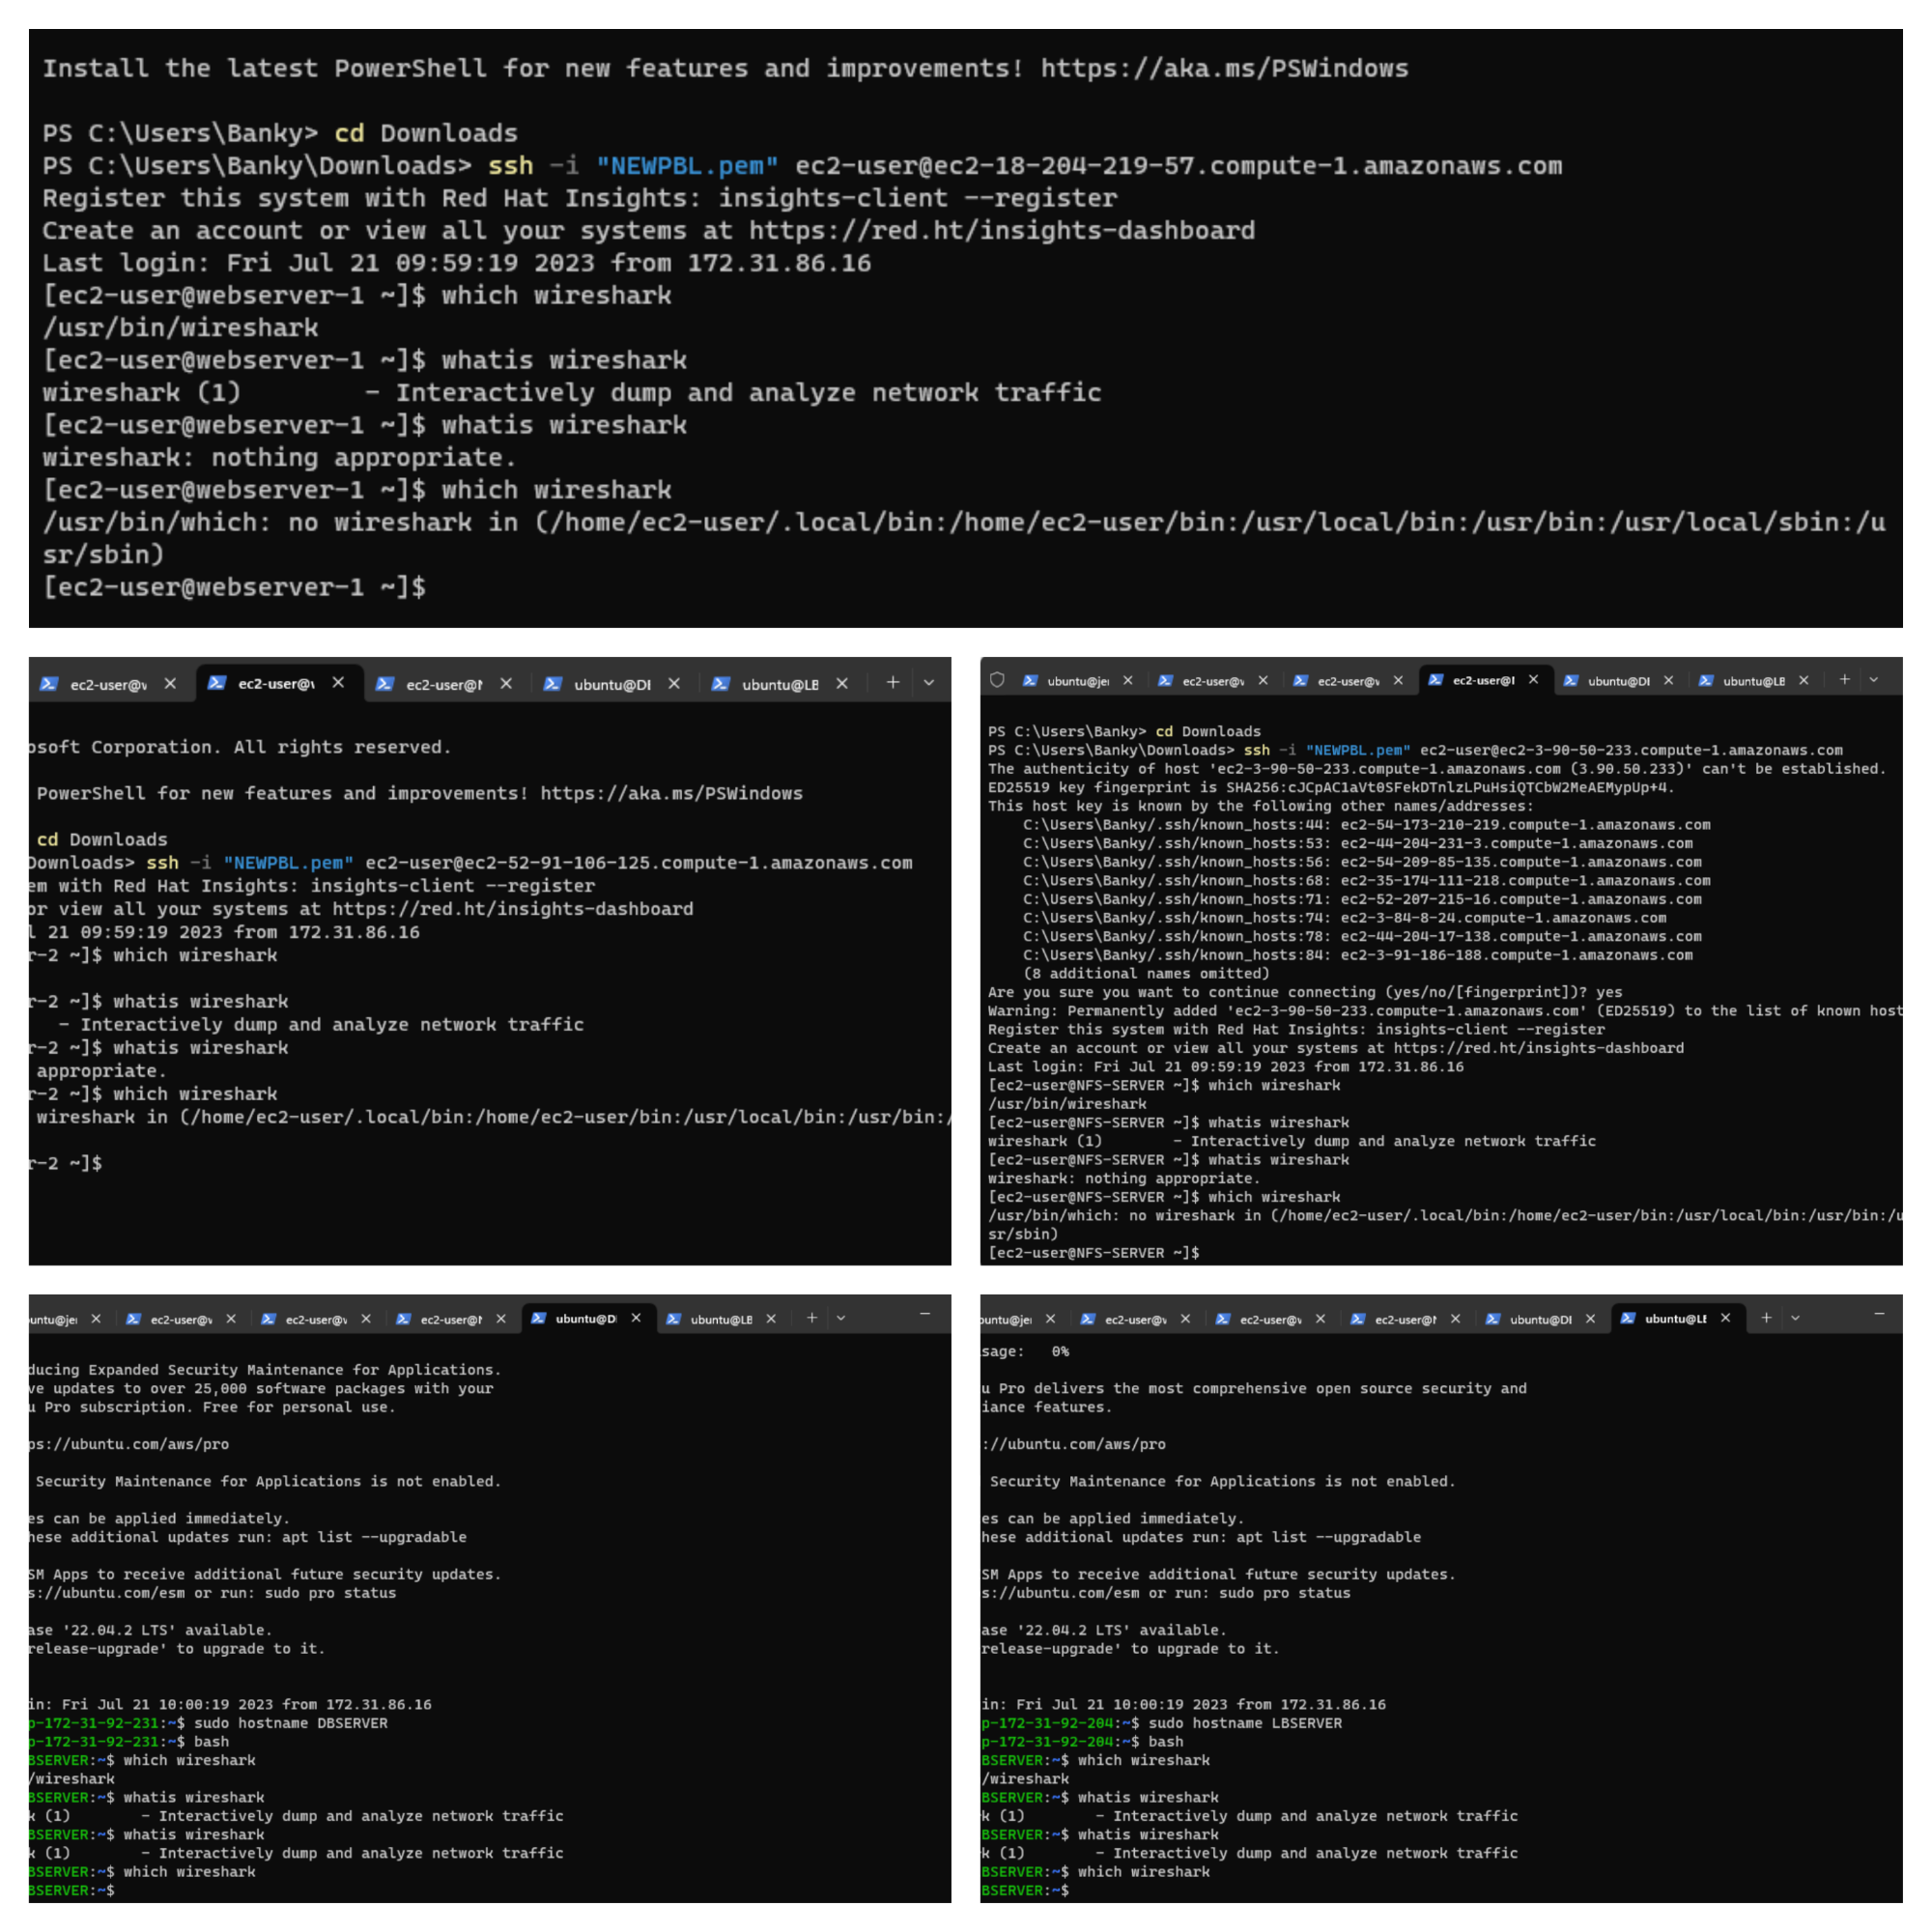 Install the latest PowerShell for new features and improvements! https://aka.ms/PSWindows
PS C:\Users\Banky> cd Downloads
PS C:\Users\Banky\Downloads> ssh -i "NEWPBL.pem" ec2-user@ec2-18-204-219-57.compute-1.amazonaws.com
Register this system with Red Hat Insights: insights-client --register
Create an account or view all your systems at https://red.ht/insights-dashboard
Last login: Fri Jul 21 09:59:19 2023 from 172.31.86.16
[ec2-user@webserver-1 ~]$ which wireshark
/usr/bin/wireshark
[ec2-user@webserver-1 ~]$ whatis wireshark
wireshark (1)        - Interactively dump and analyze network traffic
[ec2-user@webserver-1 ~]$ whatis wireshark
wireshark: nothing appropriate.
[ec2-user@webserver-1 ~]$ which wireshark
/usr/bin/which: no wireshark in (/home/ec2-user/.local/bin:/home/ec2-user/bin:/usr/local/bin:/usr/bin:/usr/local/sbin:/u
sr/sbin)
[ec2-user@webserver-1 ~]$
ec2-user@v ec2-user@v ec2-user@N ubuntu@DI ubuntu@LB
osoft Corporation. All rights reserved.
PowerShell for new features and improvements! https://aka.ms/PSWindows
cd Downloads
Downloads> ssh -i "NEWPBL.pem" ec2-user@ec2-52-91-106-125.compute-1.amazonaws.com
em with Red Hat Insights: insights-client --register
or view all your systems at https://red.ht/insights-dashboard
l 21 09:59:19 2023 from 172.31.86.16
r-2 ~]$ which wireshark
r-2 ~]$ whatis wireshark
- Interactively dump and analyze network traffic
r-2 ~]$ whatis wireshark
appropriate.
r-2 ~]$ which wireshark
wireshark in (/home/ec2-user/.local/bin:/home/ec2-user/bin:/usr/local/bin:/usr/bin:/
r-2 ~]$
ubuntu@jei ec2-user@v ec2-user@v ec2-user@I ubuntu@DI ubuntu@LB
PS C:\Users\Banky> cd Downloads
PS C:\Users\Banky\Downloads> ssh -i "NEWPBL.pem" ec2-user@ec2-3-90-50-233.compute-1.amazonaws.com
The authenticity of host 'ec2-3-90-50-233.compute-1.amazonaws.com (3.90.50.233)' can't be established.
ED25519 key fingerprint is SHA256:cJCpAC1aVt0SFekDTnlzLPuHsiQTCbW2MeAEMypUp+4.
This host key is known by the following other names/addresses:
C:\Users\Banky/.ssh/known_hosts:44: ec2-54-173-210-219.compute-1.amazonaws.com
C:\Users\Banky/.ssh/known_hosts:53: ec2-44-204-231-3.compute-1.amazonaws.com
C:\Users\Banky/.ssh/known_hosts:56: ec2-54-209-85-135.compute-1.amazonaws.com
C:\Users\Banky/.ssh/known_hosts:68: ec2-35-174-111-218.compute-1.amazonaws.com
C:\Users\Banky/.ssh/known_hosts:71: ec2-52-207-215-16.compute-1.amazonaws.com
C:\Users\Banky/.ssh/known_hosts:74: ec2-3-84-8-24.compute-1.amazonaws.com
C:\Users\Banky/.ssh/known_hosts:78: ec2-44-204-17-138.compute-1.amazonaws.com
C:\Users\Banky/.ssh/known_hosts:84: ec2-3-91-186-188.compute-1.amazonaws.com
(8 additional names omitted)
Are you sure you want to continue connecting (yes/no/[fingerprint])? yes
Warning: Permanently added 'ec2-3-90-50-233.compute-1.amazonaws.com' (ED25519) to the list of known host
Register this system with Red Hat Insights: insights-client --register
Create an account or view all your systems at https://red.ht/insights-dashboard
Last login: Fri Jul 21 09:59:19 2023 from 172.31.86.16
[ec2-user@NFS-SERVER ~]$ which wireshark
/usr/bin/wireshark
[ec2-user@NFS-SERVER ~]$ whatis wireshark
wireshark (1)        - Interactively dump and analyze network traffic
[ec2-user@NFS-SERVER ~]$ whatis wireshark
wireshark: nothing appropriate.
[ec2-user@NFS-SERVER ~]$ which wireshark
/usr/bin/which: no wireshark in (/home/ec2-user/.local/bin:/home/ec2-user/bin:/usr/local/bin:/usr/bin:/u
sr/sbin)
[ec2-user@NFS-SERVER ~]$
untu@jei ec2-user@v ec2-user@v ec2-user@N ubuntu@D ubuntu@LB
ducing Expanded Security Maintenance for Applications.
ve updates to over 25,000 software packages with your
u Pro subscription. Free for personal use.
ps://ubuntu.com/aws/pro
Security Maintenance for Applications is not enabled.
es can be applied immediately.
hese additional updates run: apt list --upgradable
SM Apps to receive additional future security updates.
s://ubuntu.com/esm or run: sudo pro status
ase '22.04.2 LTS' available.
release-upgrade' to upgrade to it.
in: Fri Jul 21 10:00:19 2023 from 172.31.86.16
p-172-31-92-231:~$ sudo hostname DBSERVER
p-172-31-92-231:~$ bash
BSERVER:~$ which wireshark
/wireshark
BSERVER:~$ whatis wireshark
k (1)        - Interactively dump and analyze network traffic
BSERVER:~$ whatis wireshark
k (1)        - Interactively dump and analyze network traffic
BSERVER:~$ which wireshark
BSERVER:~$
ountu@jei ec2-user@v ec2-user@v ec2-user@N ubuntu@DI ubuntu@LE
sage:   0%
u Pro delivers the most comprehensive open source security and
iance features.
://ubuntu.com/aws/pro
Security Maintenance for Applications is not enabled.
es can be applied immediately.
hese additional updates run: apt list --upgradable
SM Apps to receive additional future security updates.
s://ubuntu.com/esm or run: sudo pro status
ase '22.04.2 LTS' available.
release-upgrade' to upgrade to it.
in: Fri Jul 21 10:00:19 2023 from 172.31.86.16
p-172-31-92-204:~$ sudo hostname LBSERVER
p-172-31-92-204:~$ bash
BSERVER:~$ which wireshark
/wireshark
BSERVER:~$ whatis wireshark
k (1)        - Interactively dump and analyze network traffic
BSERVER:~$ whatis wireshark
k (1)        - Interactively dump and analyze network traffic
BSERVER:~$ which wireshark
BSERVER:~$